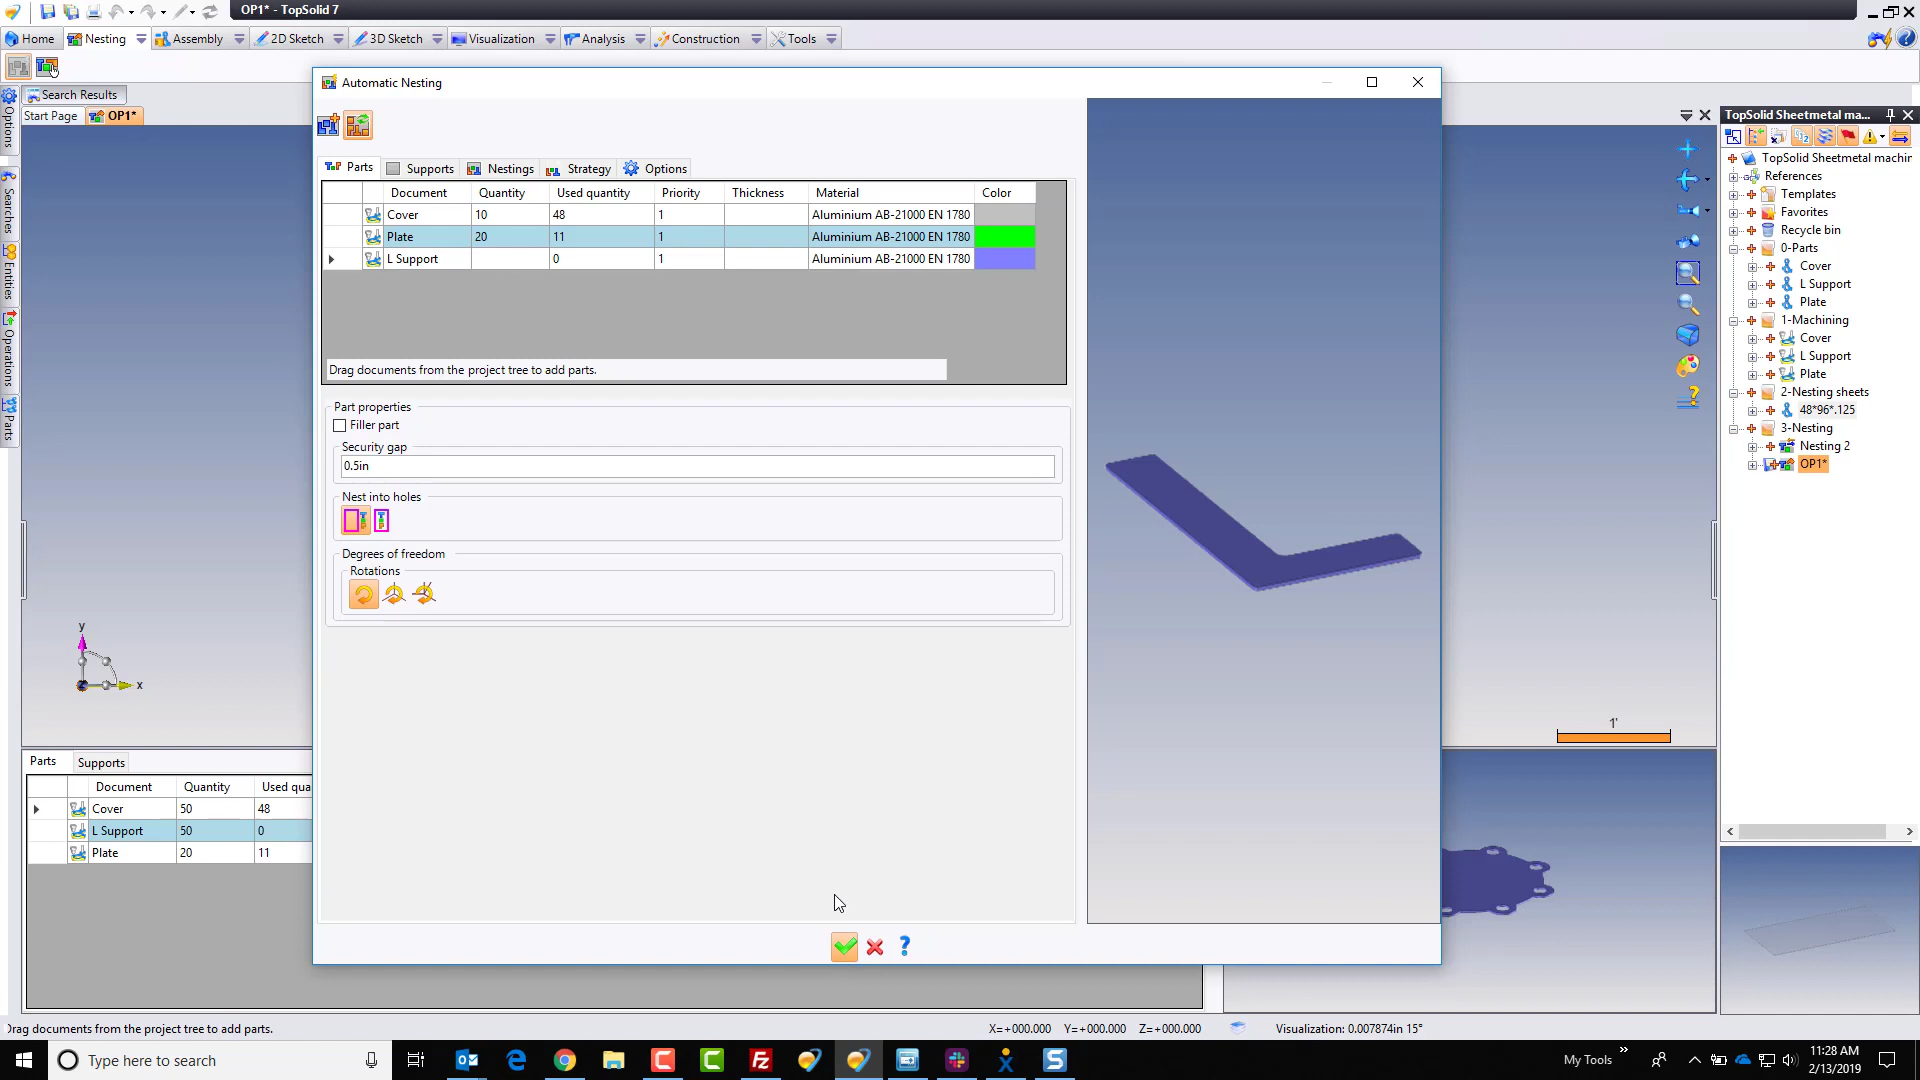 OP1* - TopSolid 7
Home Nesting Assembly 2D Sketch 3D Sketch Visualization Analysis Construction Tools
Search Results
Start Page OP1*
Options
Searches
Entities
Operations
Parts
Automatic Nesting
Parts Supports Nestings Strategy Options
Document Quantity Used quantity Priority Thickness Material Color
Cover 10 48 1 Aluminium AB-21000 EN 1780
Plate 20 11 1 Aluminium AB-21000 EN 1780
L Support 0 1 Aluminium AB-21000 EN 1780
Drag documents from the project tree to add parts.
Part properties
Filler part
Security gap
0.5in
Nest into holes
Degrees of freedom
Rotations
y
x
1'
TopSolid Sheetmetal ma...
TopSolid Sheetmetal machin
References
Templates
Favorites
Recycle bin
0-Parts
Cover
L Support
Plate
1-Machining
Cover
L Support
Plate
2-Nesting sheets
48*96*.125
3-Nesting
Nesting 2
OP1*
Parts Supports
Document Quantity Used qua
Cover 50 48
L Support 50 0
Plate 20 11
Drag documents from the project tree to add parts.
X=+000.000 Y=+000.000 Z=+000.000 Visualization: 0.007874in 15°
Type here to search
My Tools
11:28 AM
2/13/2019